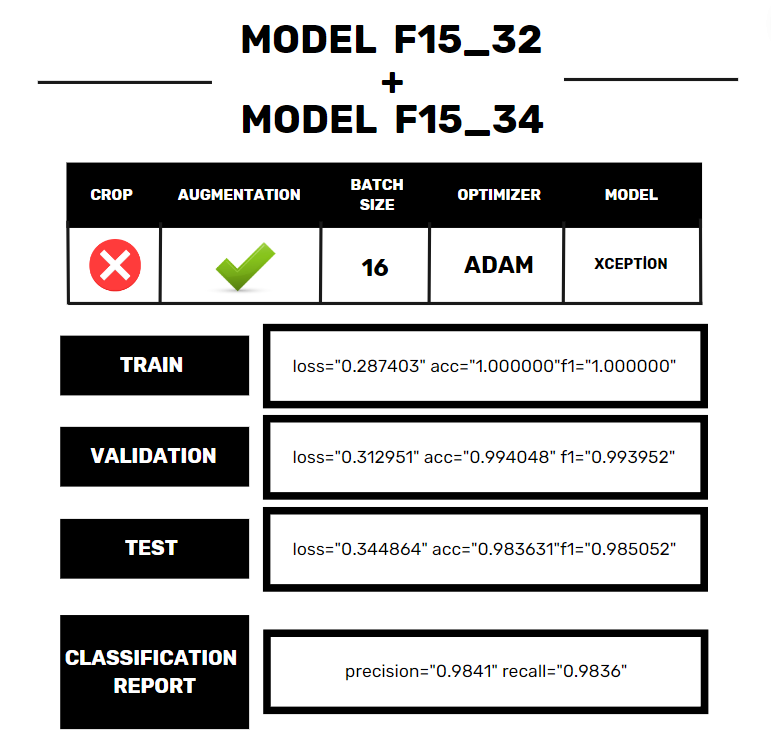 MODEL F15_32
+
MODEL F15_34
CROP AUGMENTATION BATCH SIZE OPTIMIZER MODEL
16 ADAM XCEPTİON
TRAIN
loss="0.287403" acc="1.000000"f1="1.000000"
VALIDATION
loss="0.312951" acc="0.994048" f1="0.993952"
TEST
loss="0.344864" acc="0.983631"f1="0.985052"
CLASSIFICATION
REPORT
precision="0.9841" recall="0.9836"